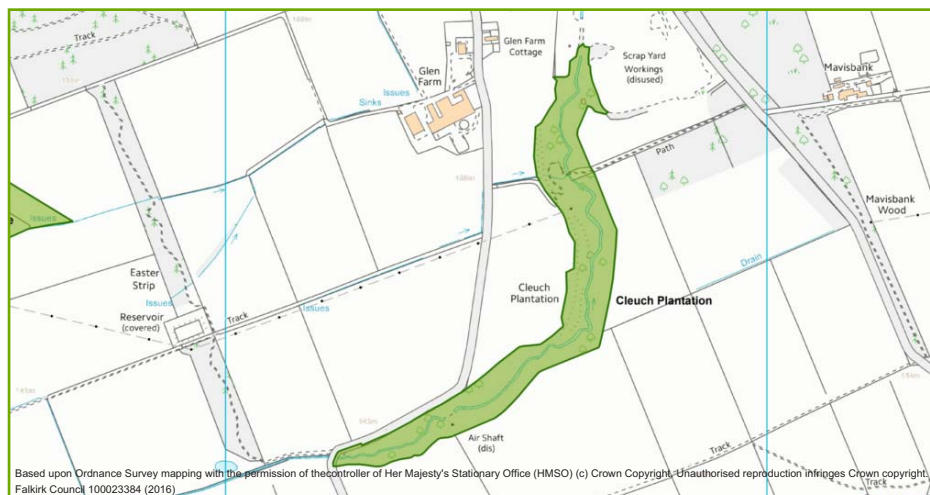 Track
Glen Farm
Cottage
Scrap Yard
Workings
(disused)
Mavisbank
Glen
Farm
Issues
Sinks
Path
Issues
Mavisbank
Wood
Drain
Easter
Strip
Issues
Reservoir
(covered)
Track
Issues
Cleuch
Plantation
Cleuch Plantation
Air Shaft
(dis)
Track
Track
Based upon Ordnance Survey mapping with the permission of thecontroller of Her Majesty's Stationary Office (HMSO) (c) Crown Copyright. Unauthorised reproduction infringes Crown copyright.
Falkirk Council 100023384 (2016)